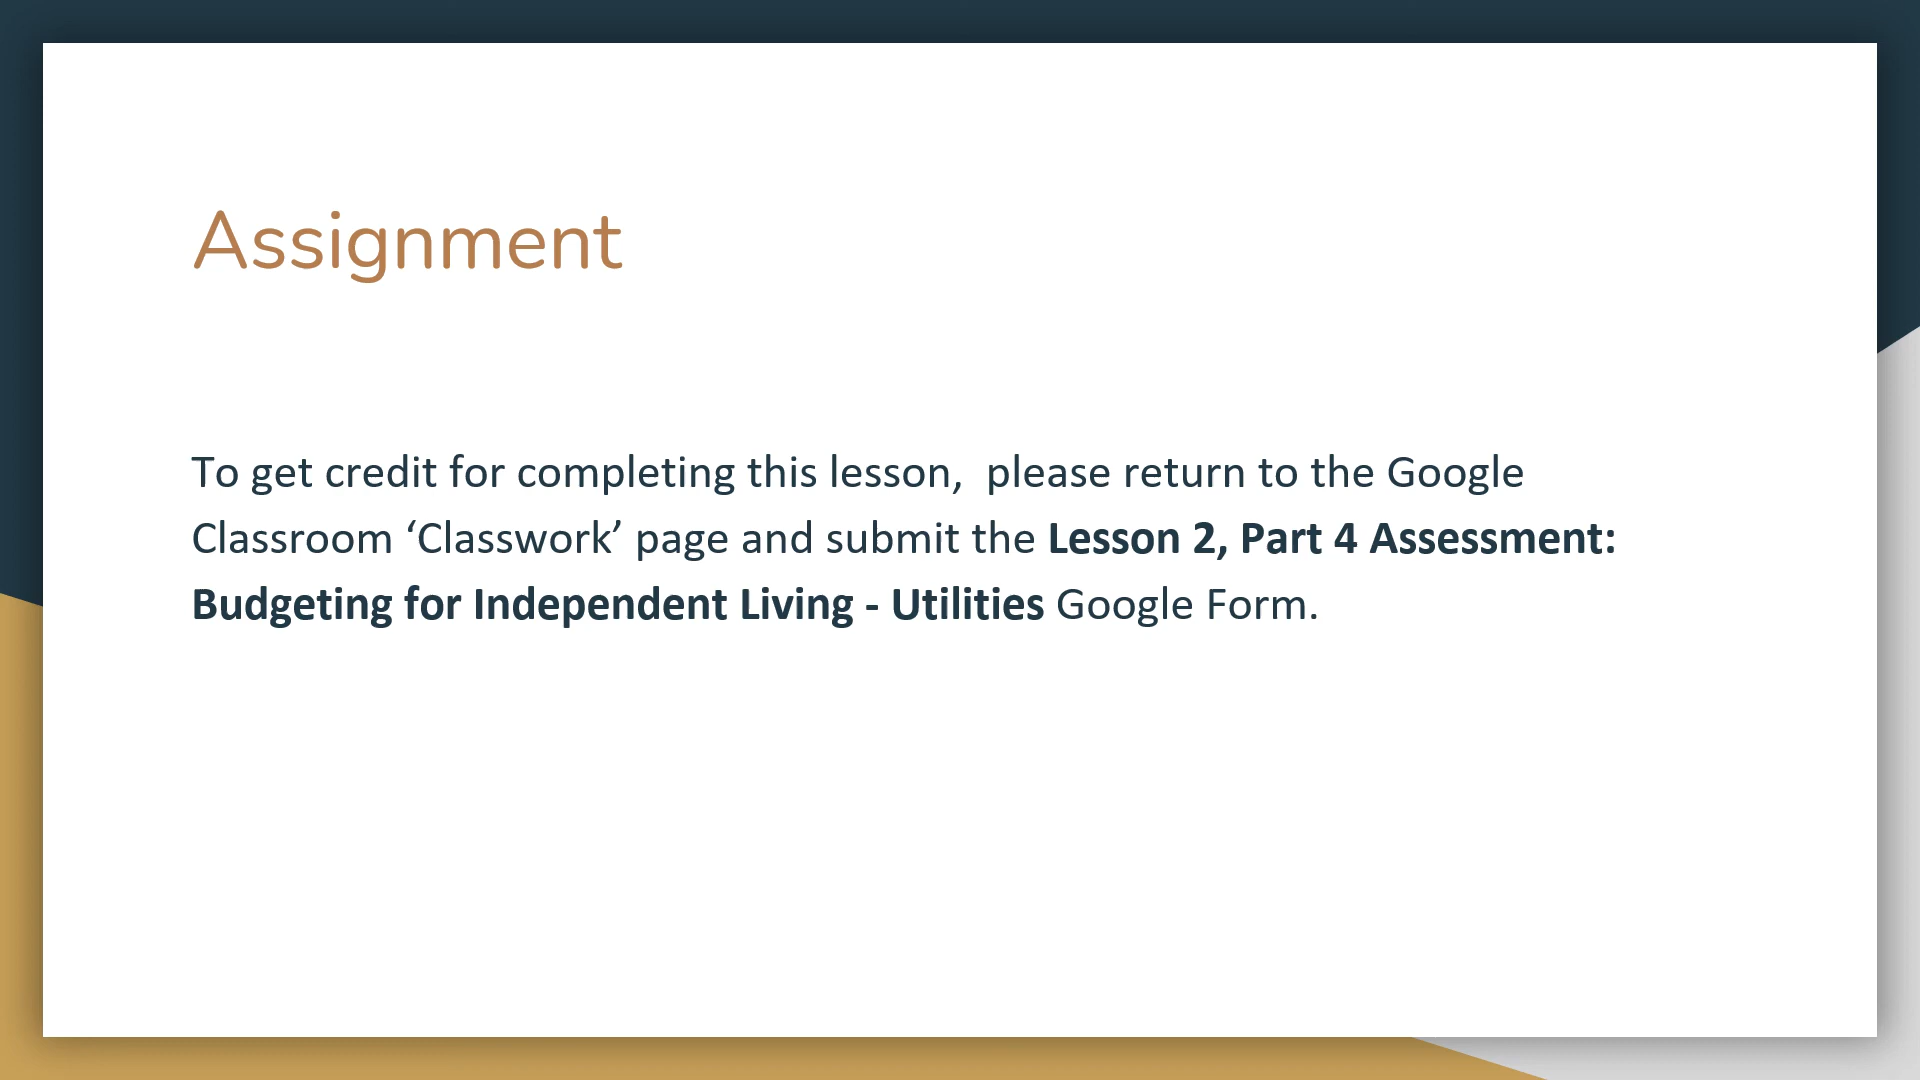 Assignment
To get credit for completing this lesson,  please return to the Google
Classroom ‘Classwork’ page and submit the Lesson 2, Part 4 Assessment:
Budgeting for Independent Living - Utilities Google Form.